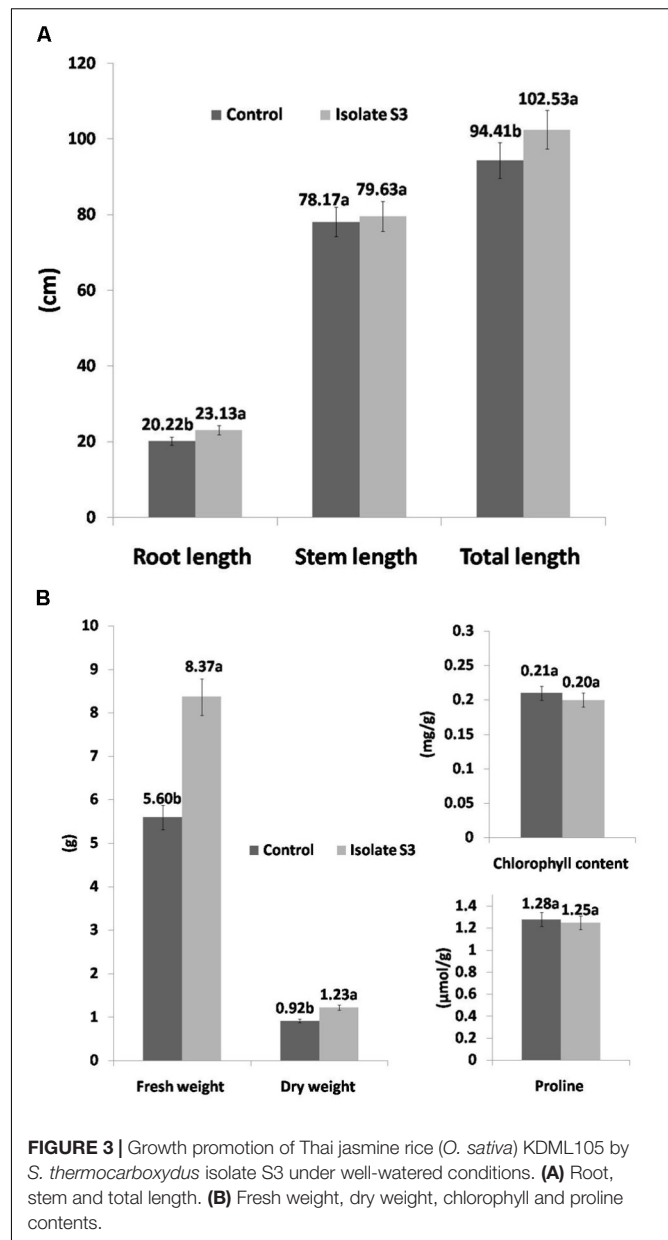 A
120
100
80
60
40
20
0
(cm)
Control Isolate S3
20.22b 23.13a
78.17a 79.63a
94.41b 102.53a
Root length Stem length Total length
B
10
9
8
7
6
5
4
3
2
1
0
(g)
5.60b
8.37a
0.92b
1.23a
Control Isolate S3
Fresh weight Dry weight
0.3
0.25
0.2
0.15
0.1
0.05
0
(mg/g)
0.21a
0.20a
Chlorophyll content
1.4
1.2
1
0.8
0.6
0.4
0.2
0
(µmol/g)
1.28a
1.25a
Proline
FIGURE 3 | Growth promotion of Thai jasmine rice (O. sativa) KDML105 by
S. thermocarboxydus isolate S3 under well-watered conditions. (A) Root,
stem and total length. (B) Fresh weight, dry weight, chlorophyll and proline
contents.